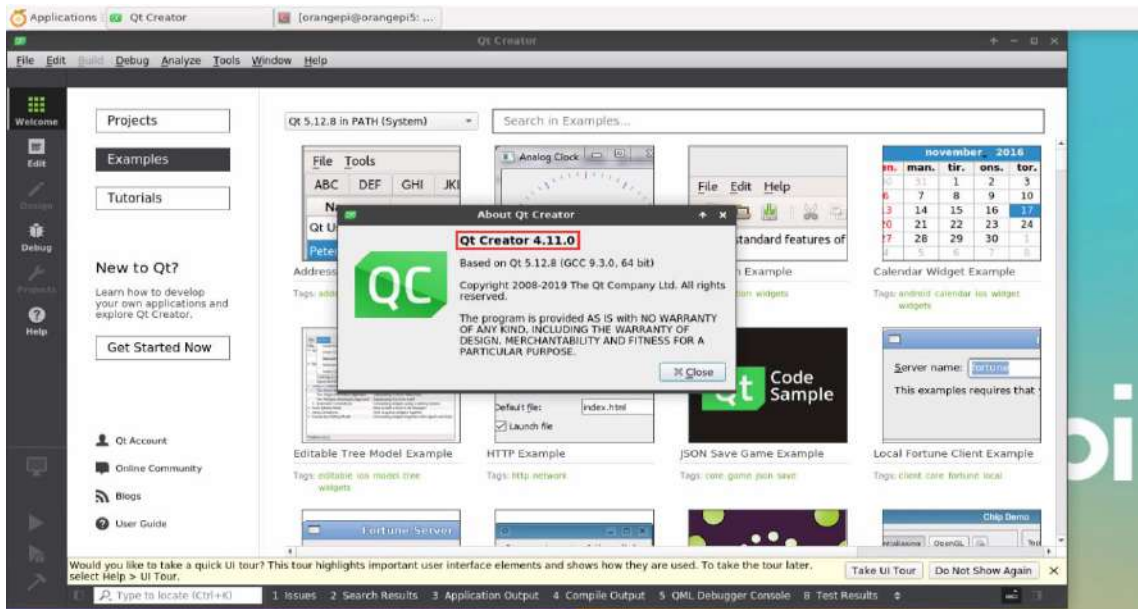 Applications
Qt Creator
[orangepi@orangepi5: ...
Qt Creator
File Edit Build Debug Analyze Tools Window Help
Welcome
Edit
Design
Debug
Projects
Help
Projects
Examples
Tutorials
New to Qt?
Learn how to develop
your own applications and
explore Qt Creator.
Get Started Now
Qt Account
Online Community
Blogs
User Guide
Qt 5.12.8 in PATH (System)
Search in Examples...
File Tools
ABC DEF GHI
Analog Clock
File Edit Help
standard features of
november 2016
man. tir. ons. tor.
31 1 2 3
7 8 9 10
14 15 16 17
21 22 23 24
28 29 30 1
5 6 7 8
About Qt Creator
Qt Creator 4.11.0
Based on Qt 5.12.8 (GCC 9.3.0, 64 bit)
Copyright 2008-2019 The Qt Company Ltd. All rights
reserved.
The program is provided AS IS with NO WARRANTY
OF ANY KIND, INCLUDING THE WARRANTY OF
DESIGN, MERCHANTABILITY AND FITNESS FOR A
PARTICULAR PURPOSE.
Close
Address
Example
Calendar Widget Example
Tags: android calendar ios widget
widgets
Default file: index.html
Launch file
Qt Code
Sample
Server name: fortune
This examples requires that
Editable Tree Model Example
Tags: editable ios model tree
widgets
HTTP Example
Tags: http network
JSON Save Game Example
Tags: core game json save
Local Fortune Client Example
Tags: client core fortune local
Fortune Server
Chip Demo
OpenGL
Would you like to take a quick UI tour? This tour highlights important user interface elements and shows how they are used. To take the tour later,
select Help > UI Tour.
Take UI Tour
Do Not Show Again
Type to locate (Ctrl+K)
1 Issues 2 Search Results 3 Application Output 4 Compile Output 5 QML Debugger Console 8 Test Results
pi